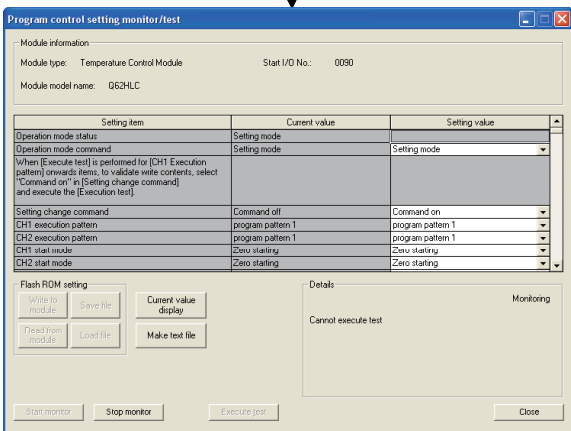 Program control setting monitor/test
Module information
Module type: Temperature Control Module Start I/O No.: 0090
Module model name: Q62HLC
Setting item Current value Setting value
Operation mode status Setting mode
Operation mode command Setting mode Setting mode
When [Execute test] is performed for [CH1 Execution
pattern] onwards items, to validate write contents, select
"Command on" in [Setting change command]
and execute the [Execution test].
Setting change command Command off Command on
CH1 execution pattern program pattern 1 program pattern 1
CH2 execution pattern program pattern 1 program pattern 1
CH1 start mode Zero starting Zero starting
CH2 start mode Zero starting Zero starting
Flash ROM setting
Write to
module
Save file
Current value
display
Read from
module
Load file
Make text file
Details
Monitoring
Cannot execute test
Start monitor Stop monitor Execute test Close